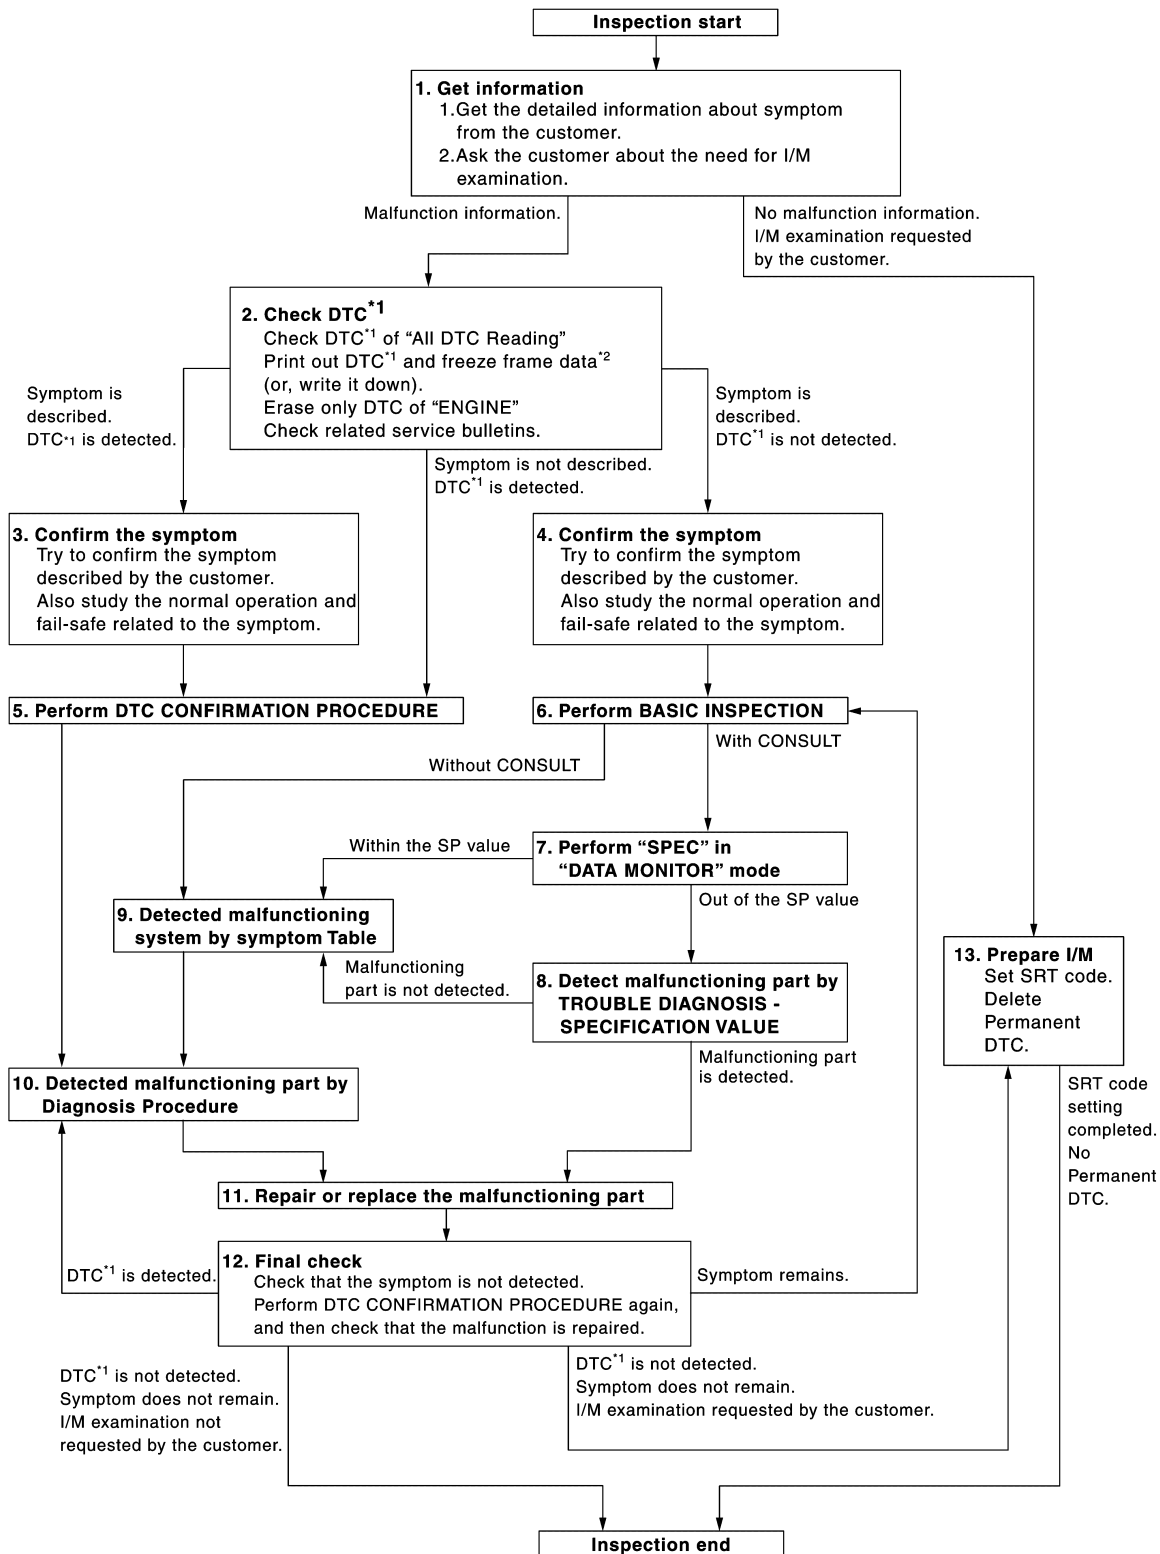 Inspection start
1. Get information
1.Get the detailed information about symptom
from the customer.
2.Ask the customer about the need for I/M
examination.
Malfunction information.
No malfunction information.
I/M examination requested
by the customer.
2. Check DTC*1
Check DTC*1 of “All DTC Reading”
Print out DTC*1 and freeze frame data*2
(or, write it down).
Erase only DTC of “ENGINE”
Check related service bulletins.
Symptom is
described.
DTC*1 is detected.
Symptom is
described.
DTC*1 is not detected.
Symptom is not described.
DTC*1 is detected.
3. Confirm the symptom
Try to confirm the symptom
described by the customer.
Also study the normal operation and
fail-safe related to the symptom.
4. Confirm the symptom
Try to confirm the symptom
described by the customer.
Also study the normal operation and
fail-safe related to the symptom.
5. Perform DTC CONFIRMATION PROCEDURE
6. Perform BASIC INSPECTION
With CONSULT
Without CONSULT
7. Perform “SPEC” in
“DATA MONITOR” mode
Within the SP value
Out of the SP value
9. Detected malfunctioning
system by symptom Table
Malfunctioning
part is not detected.
8. Detect malfunctioning part by
TROUBLE DIAGNOSIS -
SPECIFICATION VALUE
13. Prepare I/M
Set SRT code.
Delete
Permanent
DTC.
Malfunctioning part
is detected.
10. Detected malfunctioning part by
Diagnosis Procedure
SRT code
setting
completed.
No
Permanent
DTC.
11. Repair or replace the malfunctioning part
12. Final check
Check that the symptom is not detected.
Perform DTC CONFIRMATION PROCEDURE again,
and then check that the malfunction is repaired.
DTC*1 is detected.
Symptom remains.
DTC*1 is not detected.
Symptom does not remain.
I/M examination not
requested by the customer.
DTC*1 is not detected.
Symptom does not remain.
I/M examination requested by the customer.
Inspection end